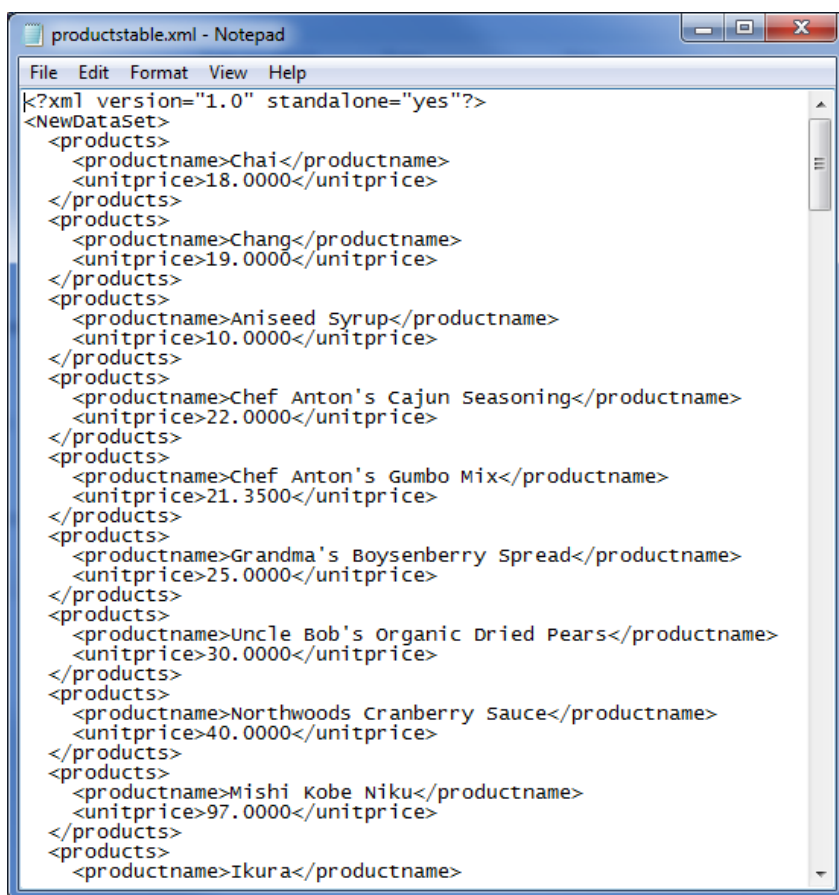 productstable.xml - Notepad
File Edit Format View Help
<?xml version="1.0" standalone="yes"?>
<NewDataSet>
  <products>
    <productname>Chai</productname>
    <unitprice>18.0000</unitprice>
  </products>
  <products>
    <productname>Chang</productname>
    <unitprice>19.0000</unitprice>
  </products>
  <products>
    <productname>Aniseed Syrup</productname>
    <unitprice>10.0000</unitprice>
  </products>
  <products>
    <productname>Chef Anton's Cajun Seasoning</productname>
    <unitprice>22.0000</unitprice>
  </products>
  <products>
    <productname>Chef Anton's Gumbo Mix</productname>
    <unitprice>21.3500</unitprice>
  </products>
  <products>
    <productname>Grandma's Boysenberry Spread</productname>
    <unitprice>25.0000</unitprice>
  </products>
  <products>
    <productname>Uncle Bob's Organic Dried Pears</productname>
    <unitprice>30.0000</unitprice>
  </products>
  <products>
    <productname>Northwoods Cranberry Sauce</productname>
    <unitprice>40.0000</unitprice>
  </products>
  <products>
    <productname>Mishi Kobe Niku</productname>
    <unitprice>97.0000</unitprice>
  </products>
  <products>
    <productname>Ikura</productname>